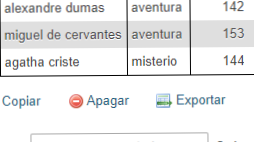 alexandre dumas aventura 142
miguel de cervantes aventura 153
agatha criste misterio 144
Copiar Apagar Exportar